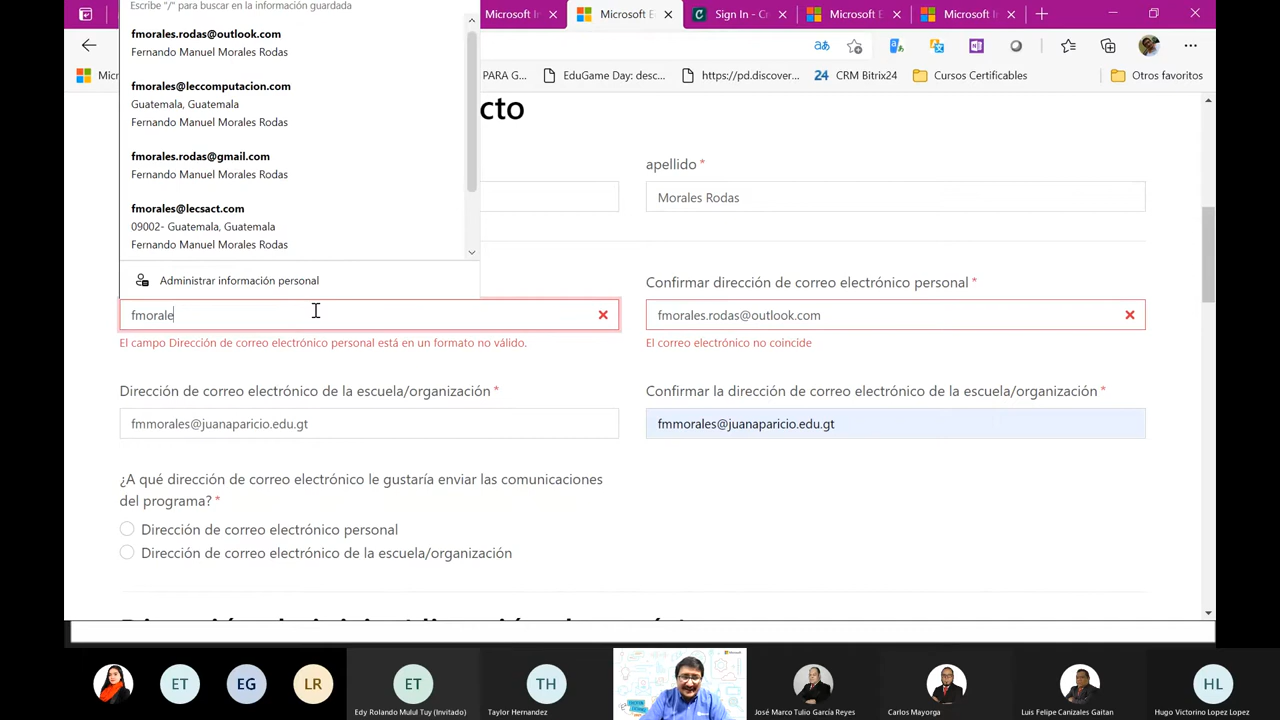 Escribe "/" para buscar en la información guardada
Microsoft In
Microsoft E
Sign In - Cr
Microsoft E
Microsoft In
fmorales.rodas@outlook.com
Fernando Manuel Morales Rodas
fmorales@leccomputacion.com
Guatemala, Guatemala
Fernando Manuel Morales Rodas
fmorales.rodas@gmail.com
Fernando Manuel Morales Rodas
fmorales@lecsact.com
09002- Guatemala, Guatemala
Fernando Manuel Morales Rodas
Administrar información personal
Micr
PARA G...
EduGame Day: desc...
https://pd.discover...
24 CRM Bitrix24
Cursos Certificables
Otros favoritos
cto
apellido *
Morales Rodas
Confirmar dirección de correo electrónico personal *
fmorale
fmorales.rodas@outlook.com
El campo Dirección de correo electrónico personal está en un formato no válido.
El correo electrónico no coincide
Dirección de correo electrónico de la escuela/organización *
Confirmar la dirección de correo electrónico de la escuela/organización *
fmmorales@juanaparicio.edu.gt
fmmorales@juanaparicio.edu.gt
¿A qué dirección de correo electrónico le gustaría enviar las comunicaciones
del programa? *
Dirección de correo electrónico personal
Dirección de correo electrónico de la escuela/organización
ET
EG
LR
ET
Edy Rolando Mulul Tuy (Invitado)
TH
Taylor Hernandez
José Marco Tulio García Reyes
Carlos Mayorga
Luis Felipe Canizales Gaitan
HL
Hugo Victorino Lopez Lopez